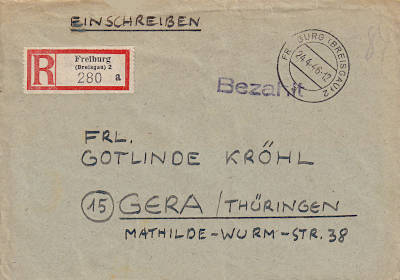 EINSCHREIBEN
R
Freiburg
(Breisgau) 2
280 a
FREIBURG (BREISGAU) 2
24.4.46-12
Bezahlt
FRL.
GOTLINDE KRÖHL
15 GERA / THÜRINGEN
MATHILDE-WURM-STR. 38